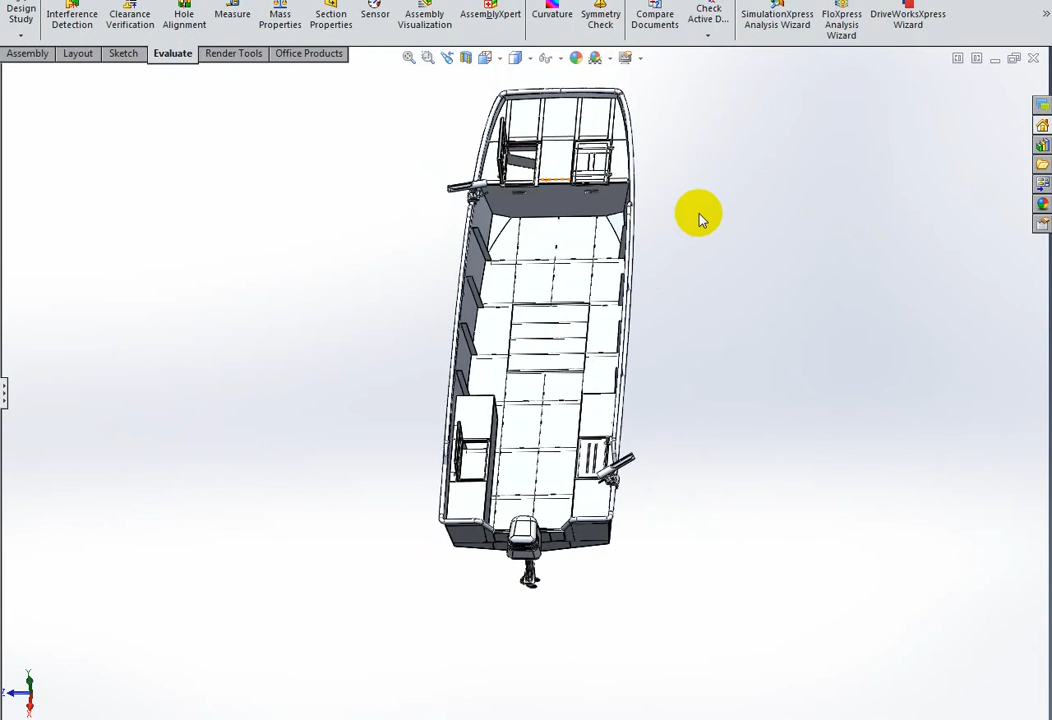 Design Study
Interference Detection
Clearance Verification
Hole Alignment
Measure
Mass Properties
Section Properties
Sensor
Assembly Visualization
AssemblyXpert
Curvature
Symmetry Check
Compare Documents
Check Active D...
SimulationXpress Analysis Wizard
FloXpress Analysis Wizard
DriveWorksXpress Wizard
Assembly
Layout
Sketch
Evaluate
Render Tools
Office Products
Y
Z
X